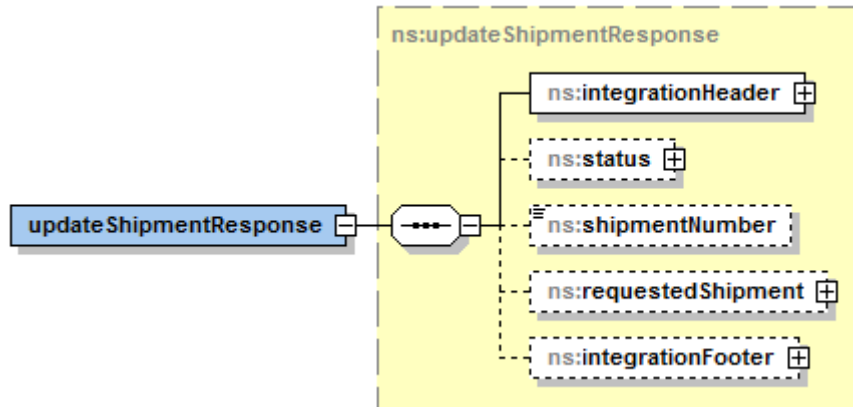 ns:updateShipmentResponse
ns:integrationHeader
ns:status
updateShipmentResponse
ns:shipmentNumber
ns:requestedShipment
ns:integrationFooter